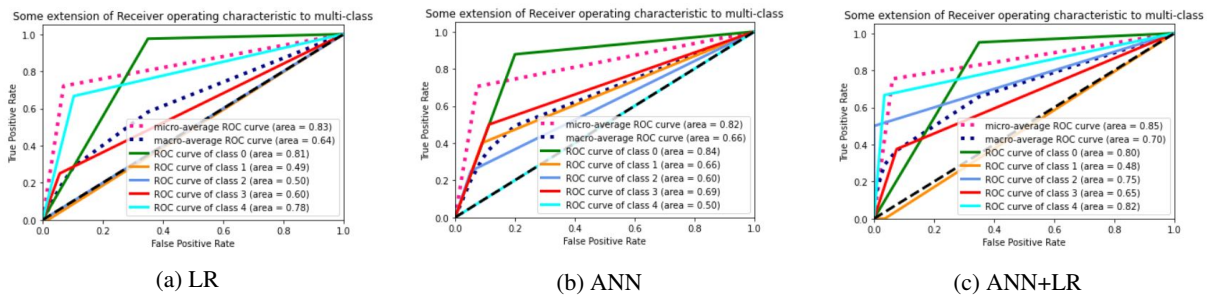 Some extension of Receiver operating characteristic to multi-class
1.0
0.8
0.6
0.4
0.2
0.0
True Positive Rate
micro-average ROC curve (area = 0.83)
macro-average ROC curve (area = 0.64)
ROC curve of class 0 (area = 0.81)
ROC curve of class 1 (area = 0.49)
ROC curve of class 2 (area = 0.50)
ROC curve of class 3 (area = 0.60)
ROC curve of class 4 (area = 0.78)
0.0 0.2 0.4 0.6 0.8 1.0
False Positive Rate
(a) LR
Some extension of Receiver operating characteristic to multi-class
1.0
0.8
0.6
0.4
0.2
0.0
True Positive Rate
micro-average ROC curve (area = 0.82)
macro-average ROC curve (area = 0.66)
ROC curve of class 0 (area = 0.84)
ROC curve of class 1 (area = 0.66)
ROC curve of class 2 (area = 0.60)
ROC curve of class 3 (area = 0.69)
ROC curve of class 4 (area = 0.50)
0.0 0.2 0.4 0.6 0.8 1.0
False Positive Rate
(b) ANN
Some extension of Receiver operating characteristic to multi-class
1.0
0.8
0.6
0.4
0.2
0.0
True Positive Rate
micro-average ROC curve (area = 0.85)
macro-average ROC curve (area = 0.70)
ROC curve of class 0 (area = 0.80)
ROC curve of class 1 (area = 0.48)
ROC curve of class 2 (area = 0.75)
ROC curve of class 3 (area = 0.65)
ROC curve of class 4 (area = 0.82)
0.0 0.2 0.4 0.6 0.8 1.0
False Positive Rate
(c) ANN+LR